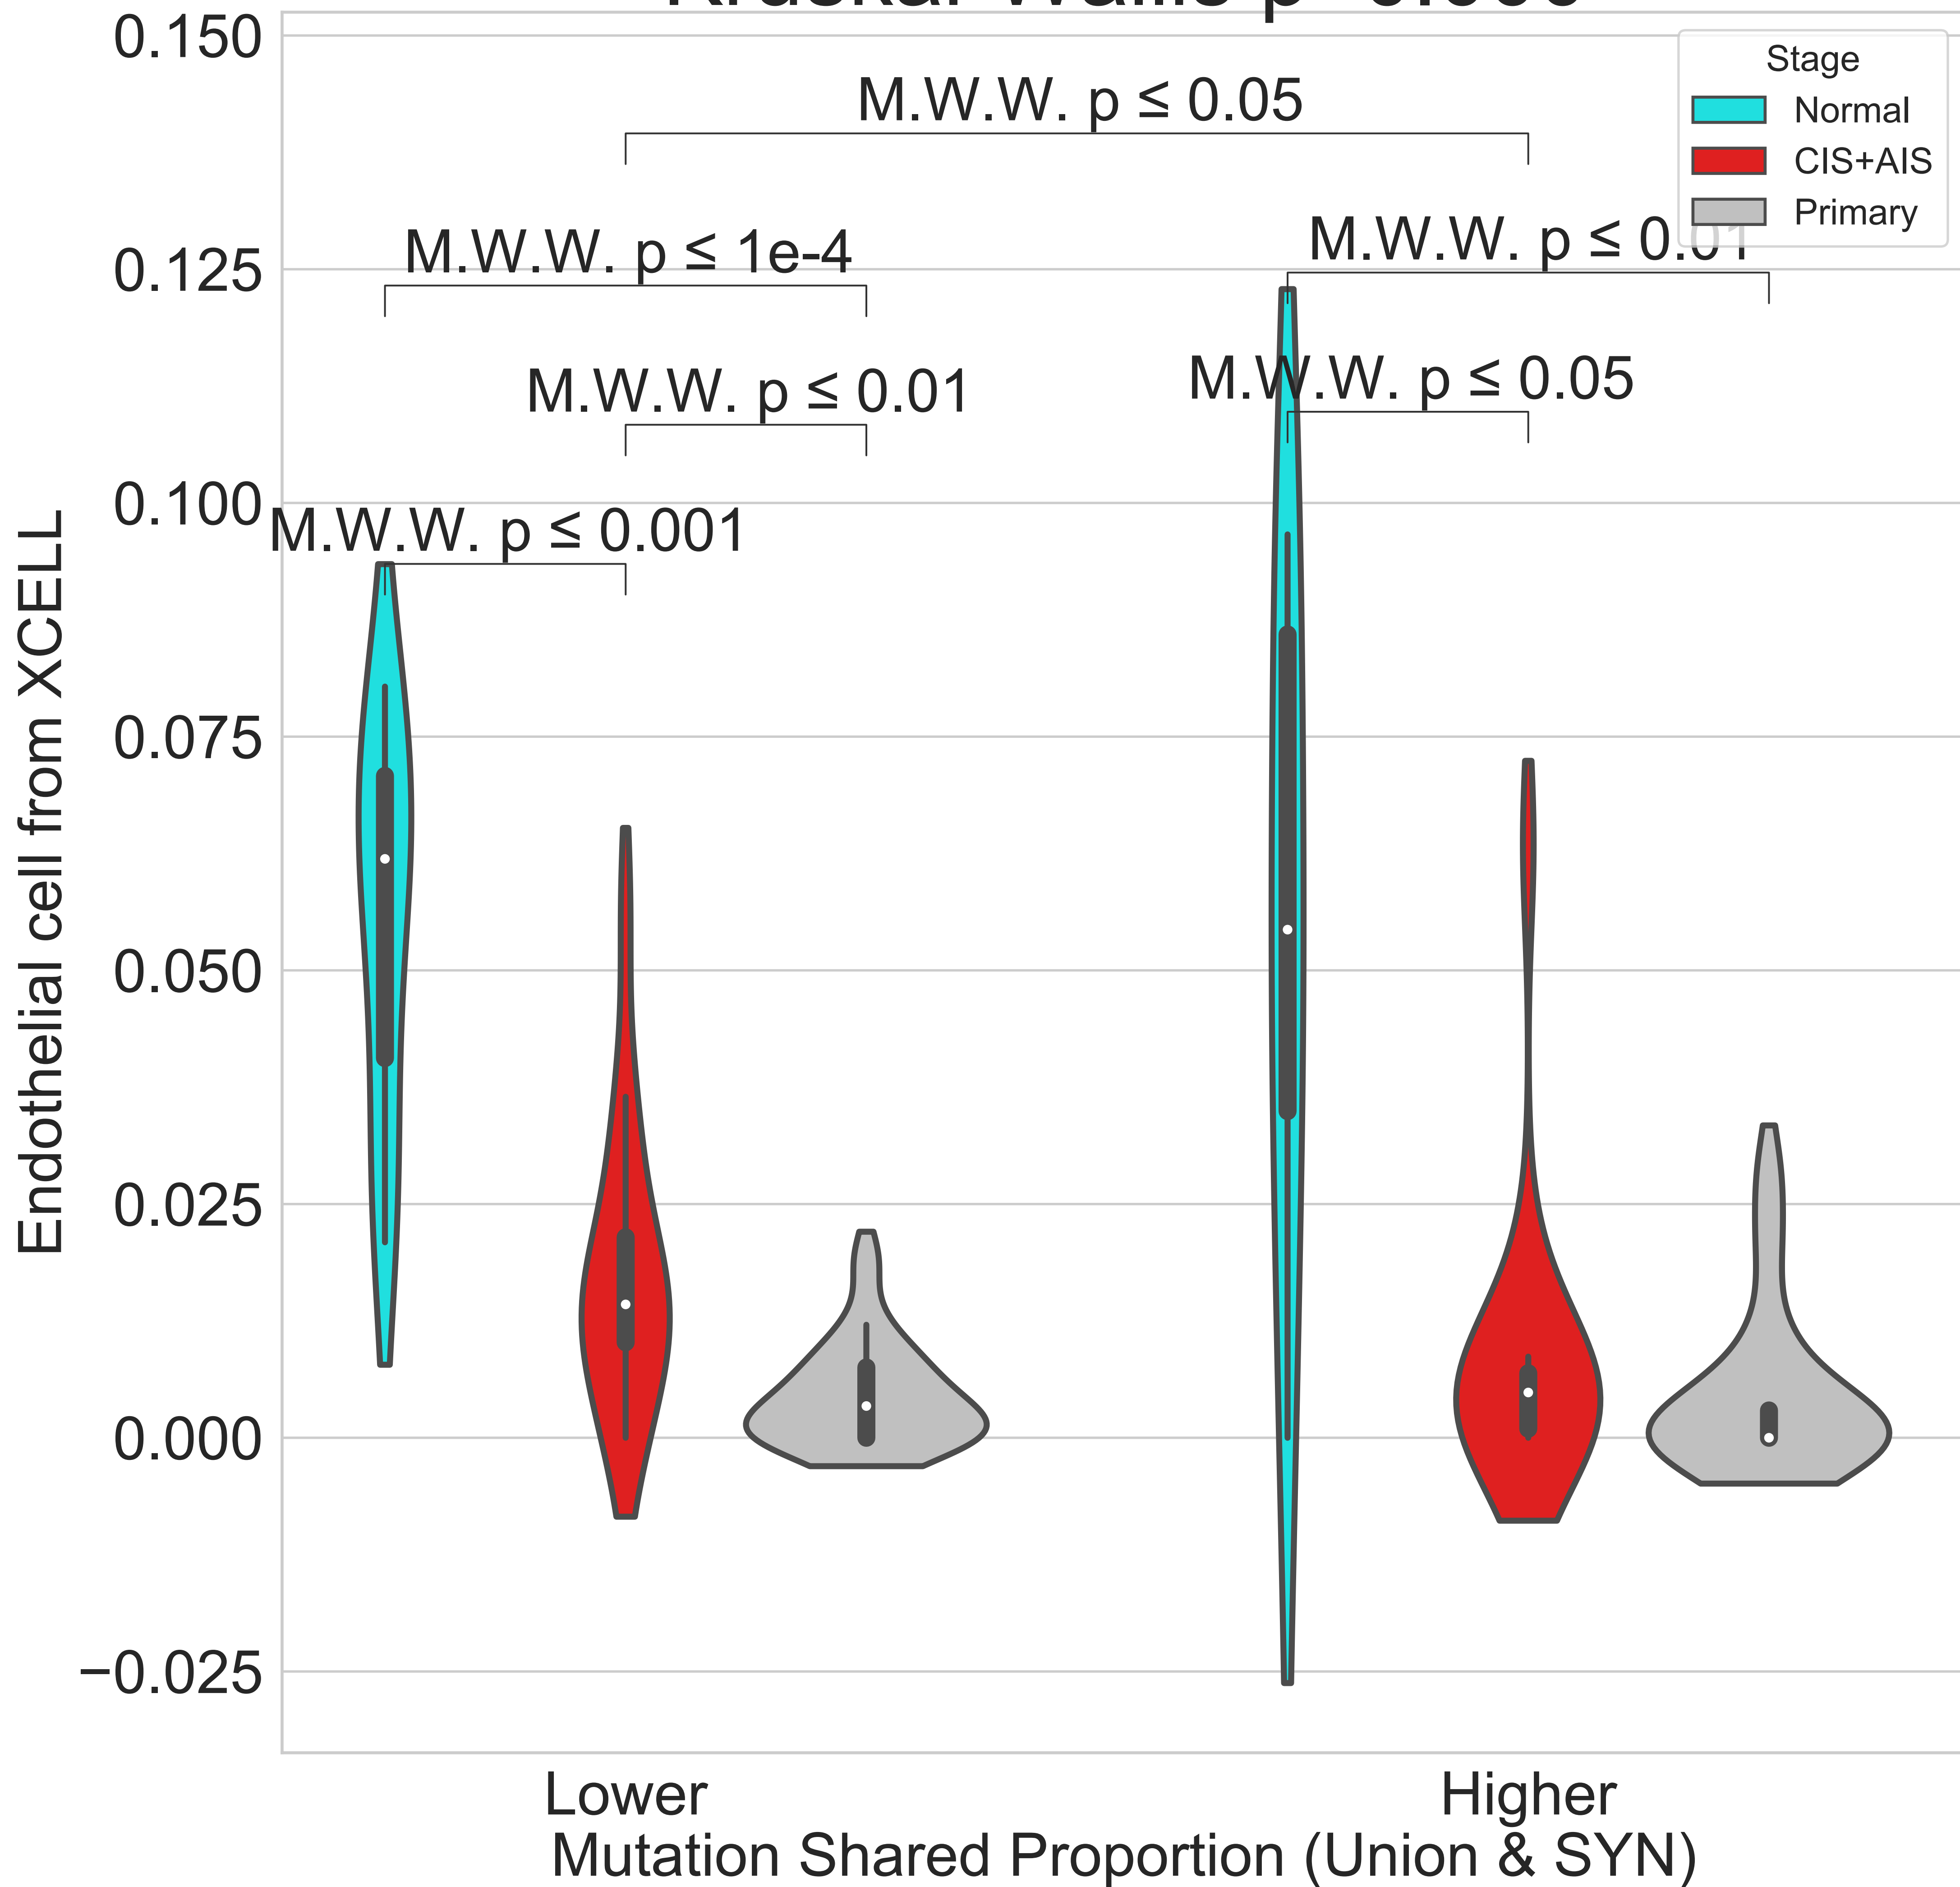 0.150
0.125
0.100
0.075
0.050
0.025
0.000
−0.025
Endothelial cell from XCELL
M.W.W. p ≤ 0.05
M.W.W. p ≤ 1e-4
M.W.W. p ≤ 0.01
M.W.W. p ≤ 0.01
M.W.W. p ≤ 0.05
M.W.W. p ≤ 0.001
Stage
Normal
CIS+AIS
Primary
Lower
Higher
Mutation Shared Proportion (Union & SYN)